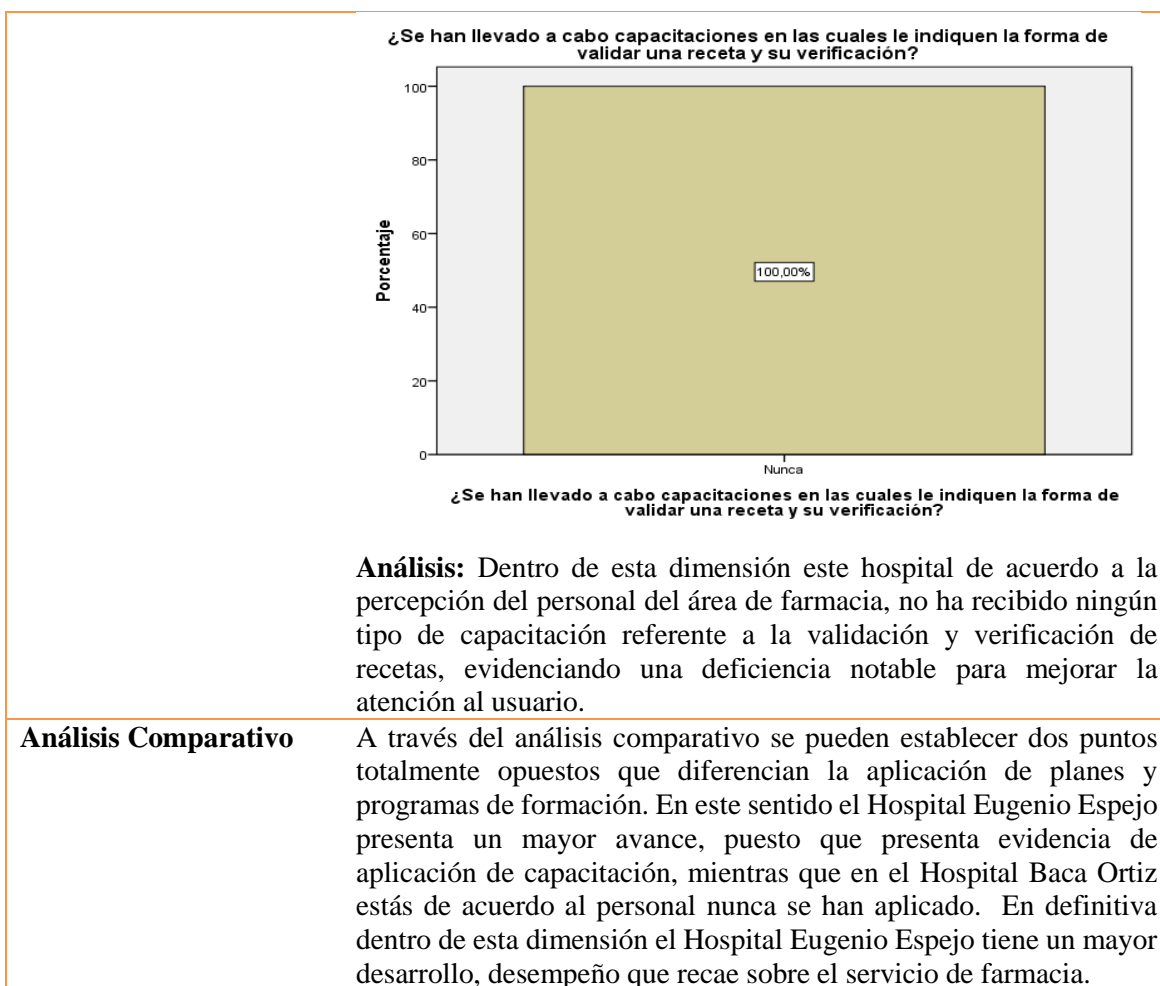 ¿Se han llevado a cabo capacitaciones en las cuales le indiquen la forma de
validar una receta y su verificación?
100
80
60
40
20
0
Porcentaje
100,00%
Nunca
¿Se han llevado a cabo capacitaciones en las cuales le indiquen la forma de
validar una receta y su verificación?
Análisis: Dentro de esta dimensión este hospital de acuerdo a la
percepción del personal del área de farmacia, no ha recibido ningún
tipo de capacitación referente a la validación y verificación de
recetas, evidenciando una deficiencia notable para mejorar la
atención al usuario.
Análisis Comparativo
A través del análisis comparativo se pueden establecer dos puntos
totalmente opuestos que diferencian la aplicación de planes y
programas de formación. En este sentido el Hospital Eugenio Espejo
presenta un mayor avance, puesto que presenta evidencia de
aplicación de capacitación, mientras que en el Hospital Baca Ortiz
estás de acuerdo al personal nunca se han aplicado. En definitiva
dentro de esta dimensión el Hospital Eugenio Espejo tiene un mayor
desarrollo, desempeño que recae sobre el servicio de farmacia.